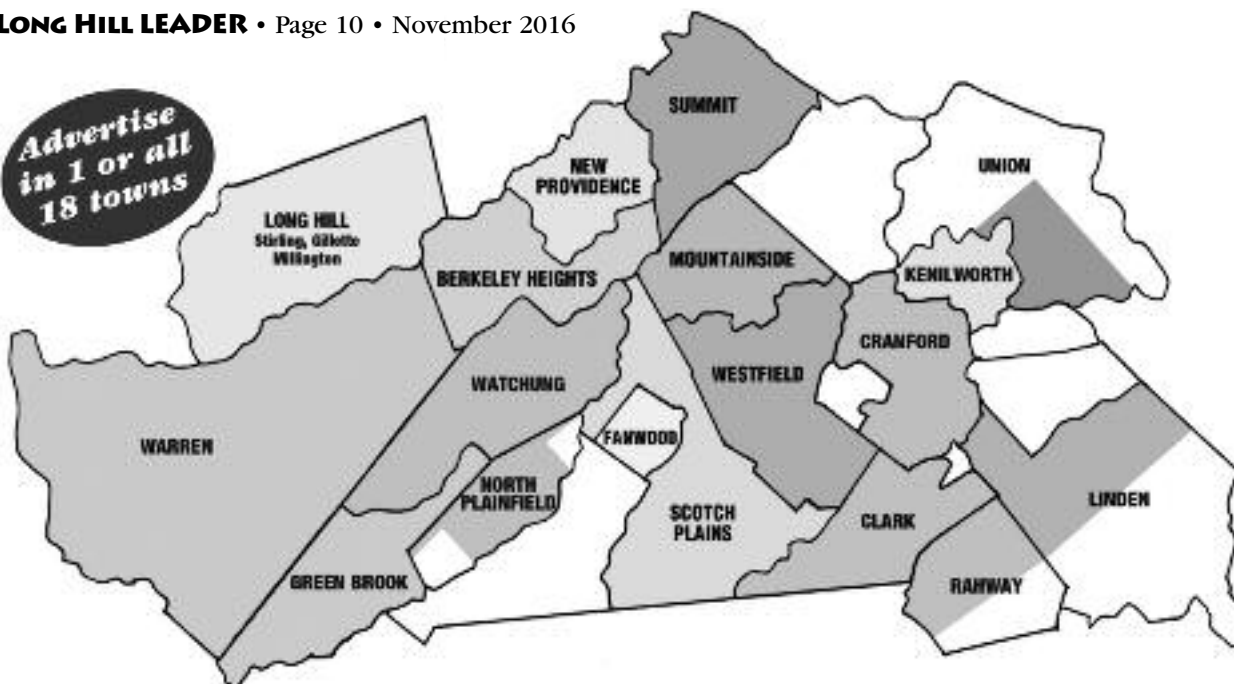 LONG HILL LEADER • Page 10 • November 2016
Advertise
in 1 or all
18 towns
SUMMIT
NEW
PROVIDENCE
UNION
LONG HILL
Stirling, Gillette
Millington
BERKELEY HEIGHTS
MOUNTAINSIDE
KENILWORTH
CRANFORD
WATCHUNG
WESTFIELD
WARREN
FANWOOD
NORTH
PLAINFIELD
SCOTCH
PLAINS
CLARK
LINDEN
GREEN BROOK
RAHWAY